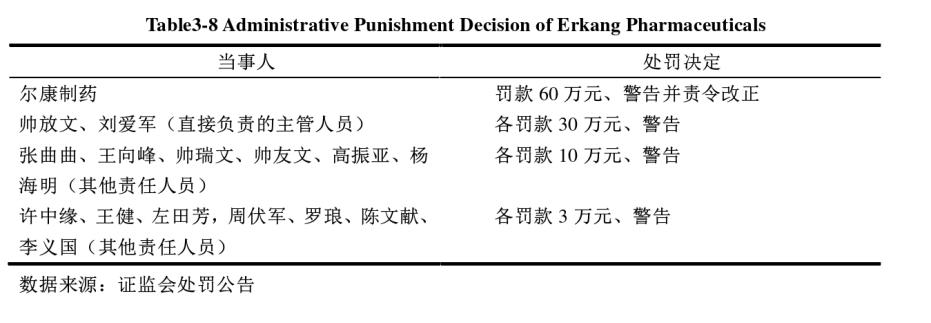 Table3-8 Administrative Punishment Decision of Erkang Pharmaceuticals
当事人 处罚决定
尔康制药 罚款 60 万元、警告并责令改正
帅放文、刘爱军（直接负责的主管人员） 各罚款 30 万元、警告
张曲曲、王向峰、帅瑞文、帅友文、高振亚、杨 各罚款 10 万元、警告
海明（其他责任人员）
许中缘、王健、左田芳，周伏军、罗琅、陈文献、 各罚款 3 万元、警告
李义国（其他责任人员）
数据来源：证监会处罚公告